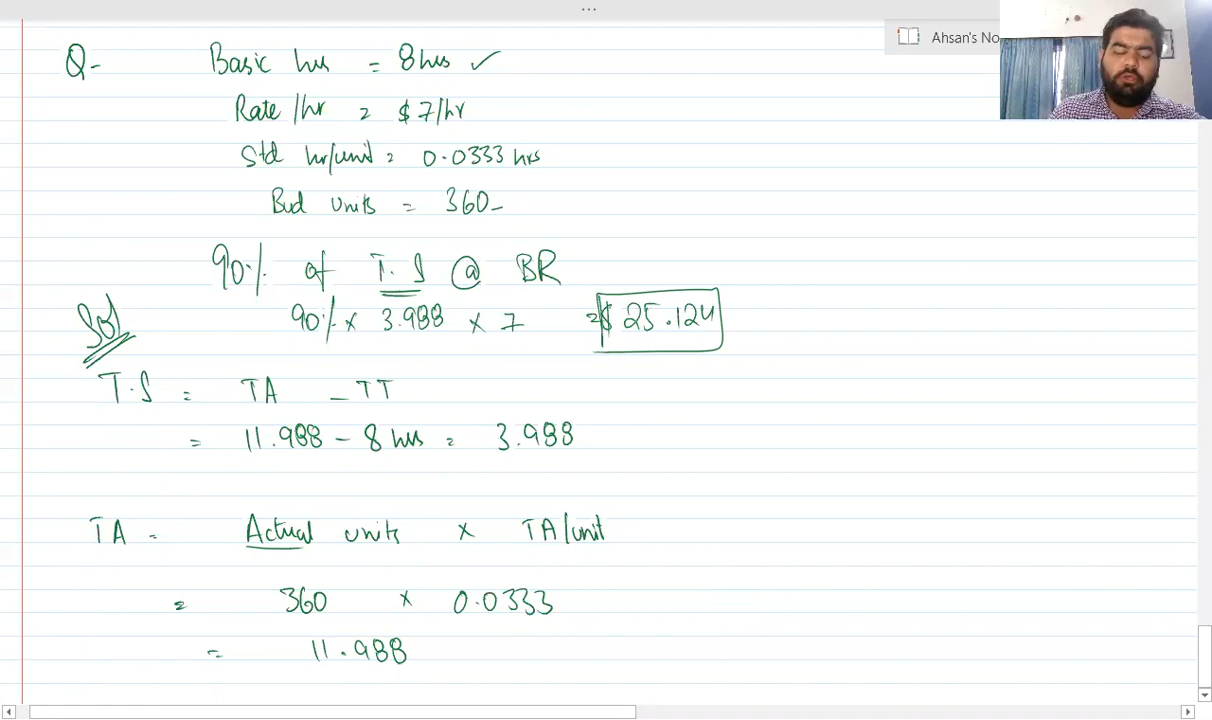 Ahsan's No
Q- Basic hrs = 8 hrs ✓
Rate/hr = $7/hr
Std hr/unit = 0.0333 hrs
Bud units = 360-
90% of T.S @ BR
Sol 90% x 3.988 x 7 = $ 25.124
T.S = TA - TT
= 11.988 - 8 hrs = 3.988
TA = Actual units x TA/unit
= 360 x 0.0333
= 11.988